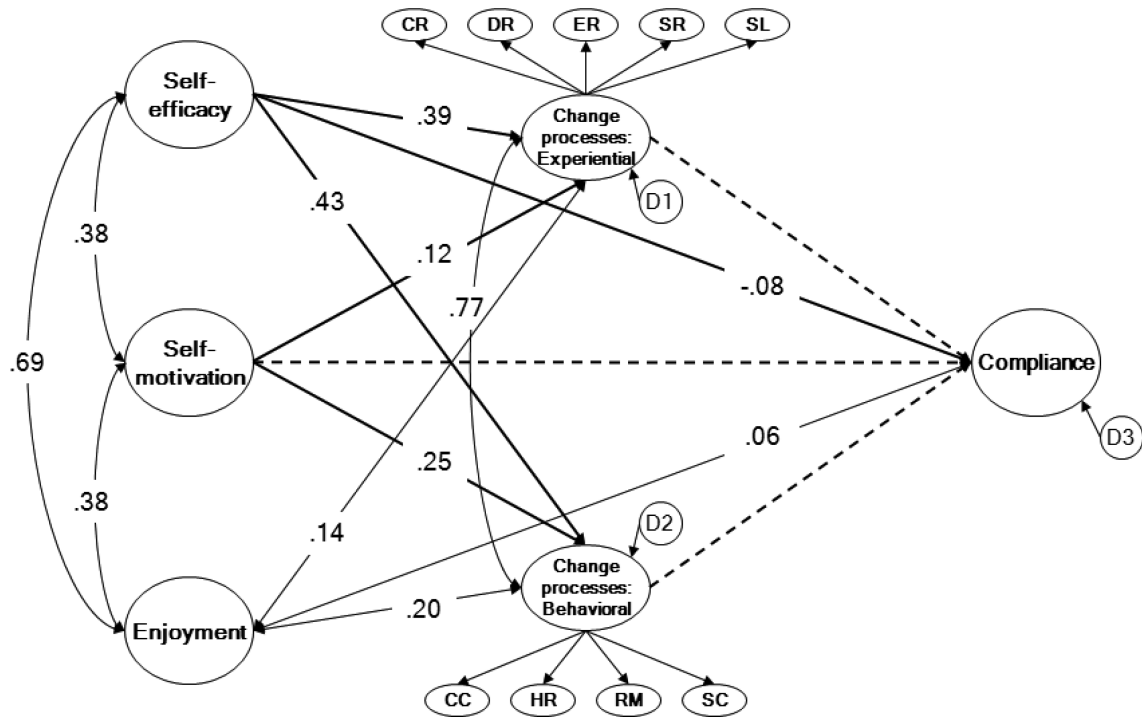 CR DR ER SR SL
Self-
efficacy
Change
processes:
Experiential
.39
D1
.43
.38
.12
-.08
.77
.69
Self-
motivation
Compliance
.06
D3
.25
.38
.14
D2
Change
processes:
Behavioral
.20
Enjoyment
CC HR RM SC